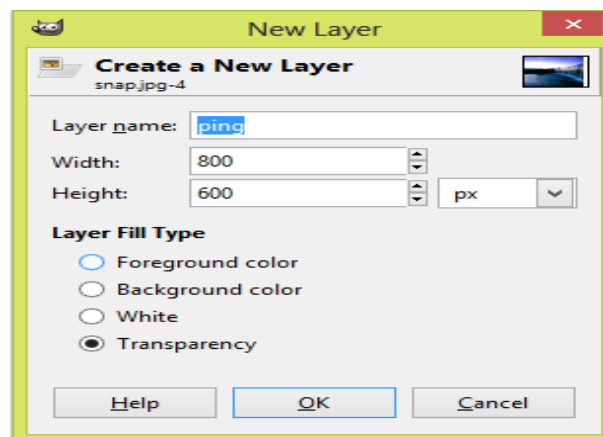 New Layer
Create a New Layer
snap.jpg-4
Layer name: ping
Width: 800
Height: 600 px
Layer Fill Type
Foreground color
Background color
White
Transparency
Help OK Cancel